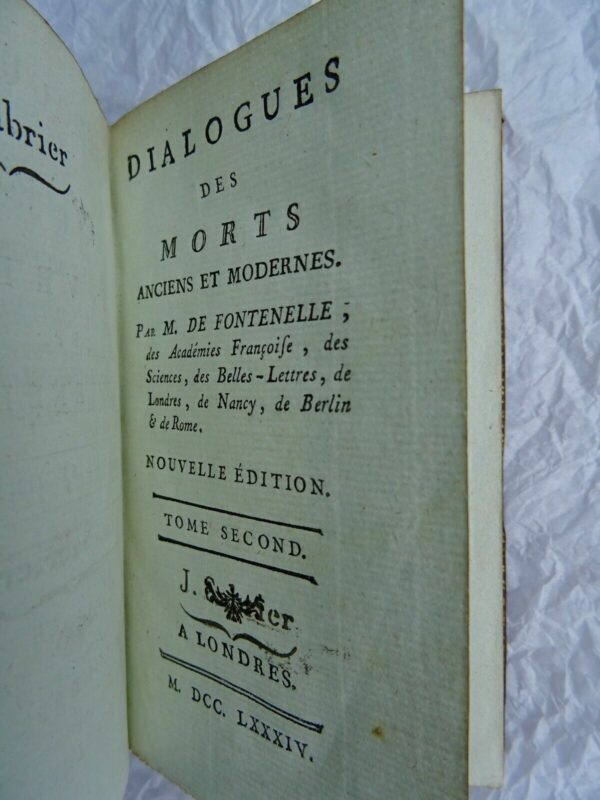 DIALOGUES
DES
MORTS
ANCIENS ET MODERNES.
PAR M. DE FONTENELLE,
des Académies Françoiſe, des
Sciences, des Belles-Lettres, de
Londres, de Nancy, de Berlin
& de Rome.
NOUVELLE ÉDITION.
TOME SECOND.
J.
A LONDRES.
M. DCC. LXXXIV.